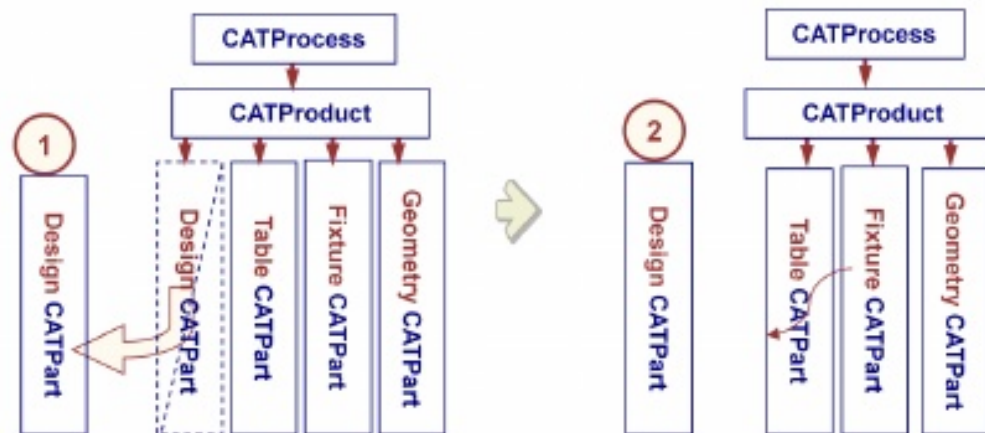 CATProcess
CATProduct
1
Design CATPart
Design CATPart
Table CATPart
Fixture CATPart
Geometry CATPart
CATProcess
CATProduct
2
Design CATPart
Table CATPart
Fixture CATPart
Geometry CATPart